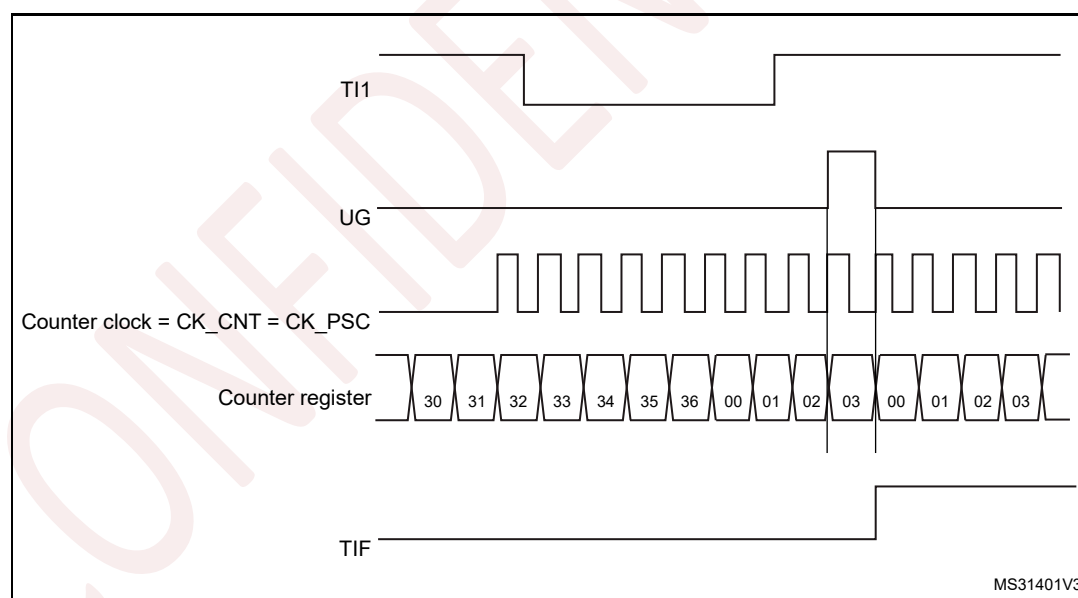 TI1
UG
Counter clock = CK_CNT = CK_PSC
Counter register 30 31 32 33 34 35 36 00 01 02 03 00 01 02 03
TIF
MS31401V3
CONFIDEN